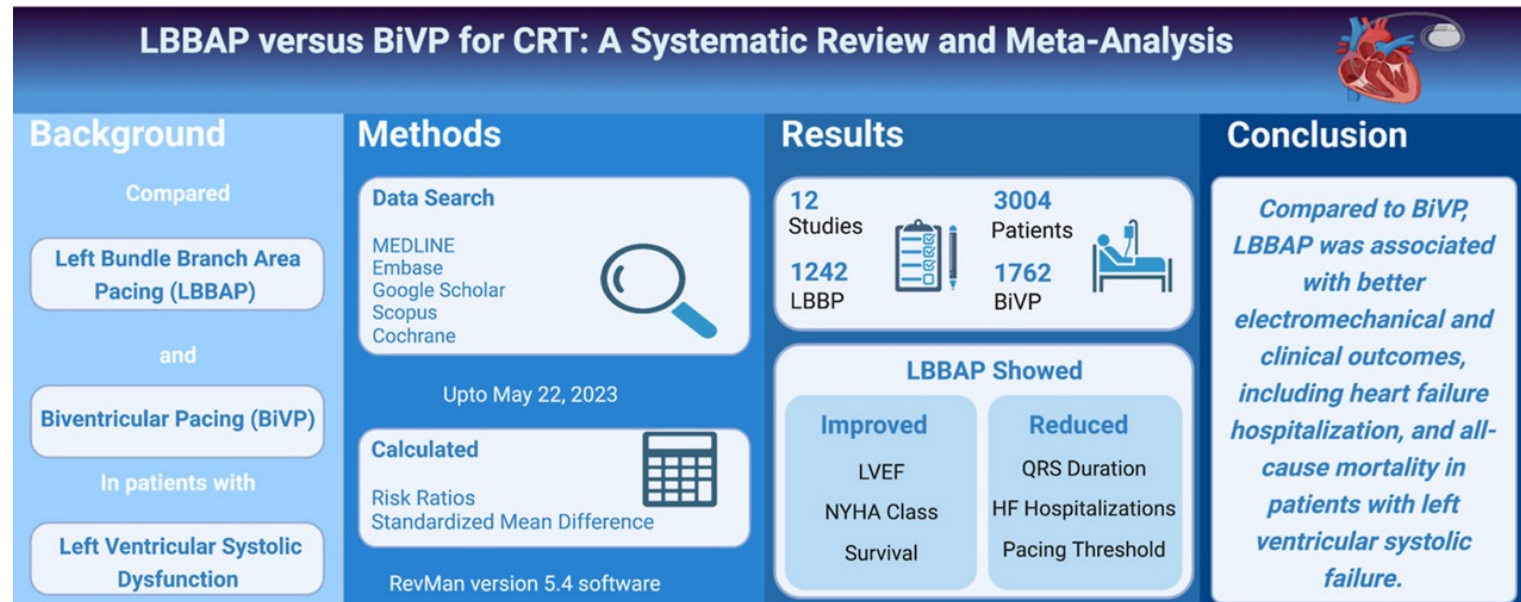 LBBAP versus BiVP for CRT: A Systematic Review and Meta-Analysis
Background
Compared
Left Bundle Branch Area
Pacing (LBBAP)
and
Biventricular Pacing (BiVP)
In patients with
Left Ventricular Systolic
Dysfunction
Methods
Data Search
MEDLINE
Embase
Google Scholar
Scopus
Cochrane
Upto May 22, 2023
Calculated
Risk Ratios
Standardized Mean Difference
RevMan version 5.4 software
Results
12
Studies
3004
Patients
1242
LBBP
1762
BiVP
LBBAP Showed
Improved
LVEF
NYHA Class
Survival
Reduced
QRS Duration
HF Hospitalizations
Pacing Threshold
Conclusion
Compared to BiVP,
LBBAP was associated
with better
electromechanical and
clinical outcomes,
including heart failure
hospitalization, and all-
cause mortality in
patients with left
ventricular systolic
failure.